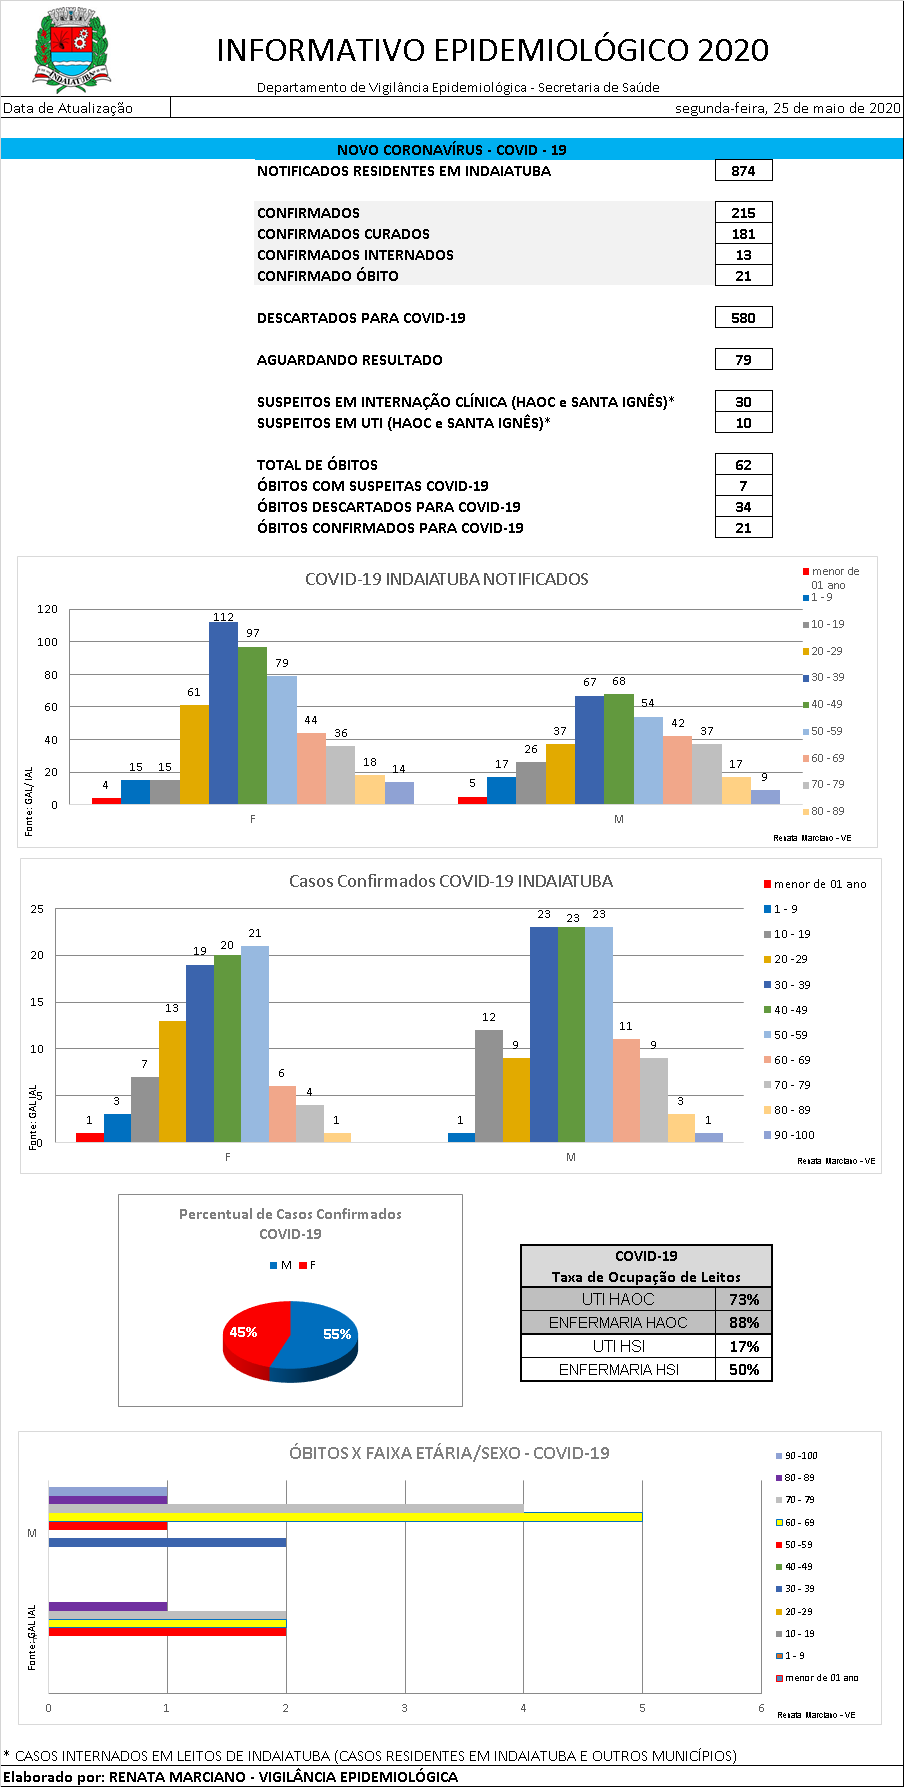 INDAIATUBA
INFORMATIVO EPIDEMIOLÓGICO 2020
Departamento de Vigilância Epidemiológica - Secretaria de Saúde
Data de Atualização segunda-feira, 25 de maio de 2020
NOVO CORONAVÍRUS - COVID - 19
NOTIFICADOS RESIDENTES EM INDAIATUBA 874
CONFIRMADOS 215
CONFIRMADOS CURADOS 181
CONFIRMADOS INTERNADOS 13
CONFIRMADO ÓBITO 21
DESCARTADOS PARA COVID-19 580
AGUARDANDO RESULTADO 79
SUSPEITOS EM INTERNAÇÃO CLÍNICA (HAOC e SANTA IGNÊS)* 30
SUSPEITOS EM UTI (HAOC e SANTA IGNÊS)* 10
TOTAL DE ÓBITOS 62
ÓBITOS COM SUSPEITAS COVID-19 7
ÓBITOS DESCARTADOS PARA COVID-19 34
ÓBITOS CONFIRMADOS PARA COVID-19 21
COVID-19 INDAIATUBA NOTIFICADOS
120
100
80
60
40
20
0
Fonte: GAL/ IAL
4 15 15 61 112 97 79 44 36 18 14
5 17 26 37 67 68 54 42 37 17 9
F M
menor de
01 ano
1 - 9
10 - 19
20 -29
30 - 39
40 -49
50 -59
60 - 69
70 - 79
80 - 89
Renata Marciano - VE
Casos Confirmados COVID-19 INDAIATUBA
25
20
15
10
5
0
Fonte: GAL IAL
1 3 7 13 19 20 21 6 4 1
1 12 9 23 23 23 11 9 3 1
F M
menor de 01 ano
1 - 9
10 - 19
20 -29
30 - 39
40 -49
50 -59
60 - 69
70 - 79
80 - 89
90 -100
Renata Marciano - VE
Percentual de Casos Confirmados
COVID-19
M F
45% 55%
COVID-19
Taxa de Ocupação de Leitos
UTI HAOC 73%
ENFERMARIA HAOC 88%
UTI HSI 17%
ENFERMARIA HSI 50%
ÓBITOS X FAIXA ETÁRIA/SEXO - COVID-19
M
Fonte: GAL IAL
0 1 2 3 4 5 6
90 -100
80 - 89
70 - 79
60 - 69
50 -59
40 -49
30 - 39
20 -29
10 - 19
1 - 9
menor de 01 ano
Renata Marciano - VE
* CASOS INTERNADOS EM LEITOS DE INDAIATUBA (CASOS RESIDENTES EM INDAIATUBA E OUTROS MUNICÍPIOS)
Elaborado por: RENATA MARCIANO - VIGILÂNCIA EPIDEMIOLÓGICA